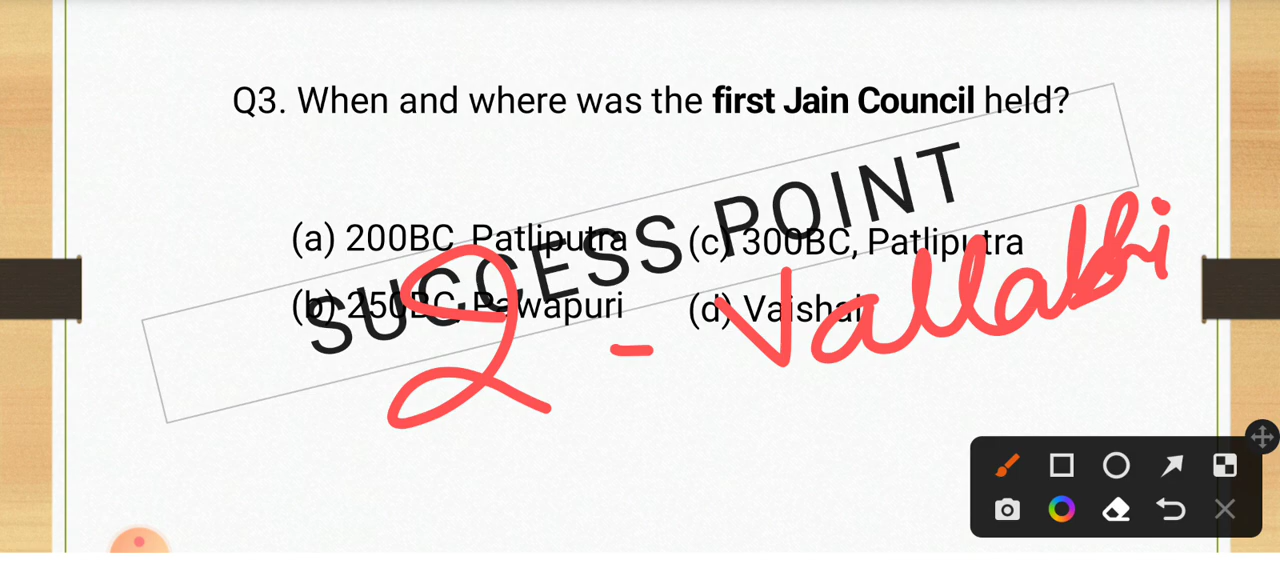 Q3. When and where was the first Jain Council held?
SUCCESS POINT
(a) 200BC Patliputra
(c) 300BC, Patliputra
(b) 250BC, Pawapuri
(d) Vaishali
2 - Vallabhi